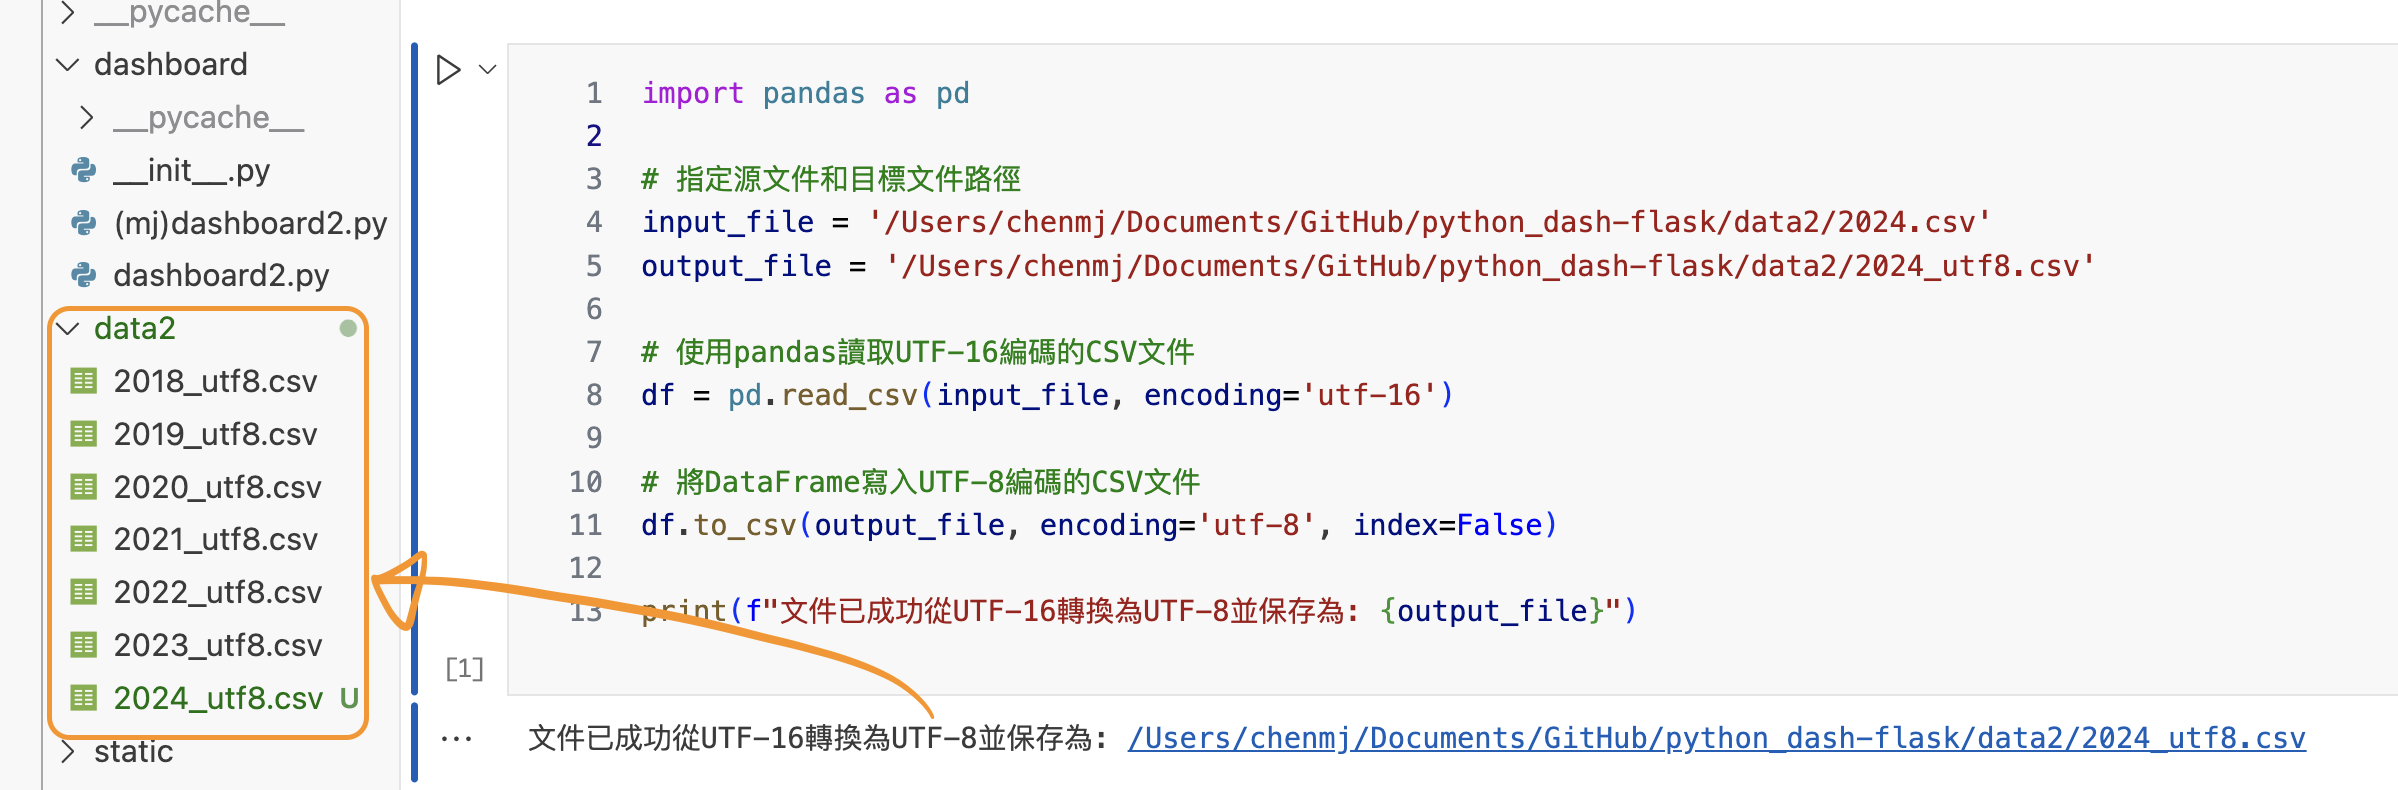 __pycache__
dashboard
__pycache__
__init__.py
(mj)dashboard2.py
dashboard2.py
data2
2018_utf8.csv
2019_utf8.csv
2020_utf8.csv
2021_utf8.csv
2022_utf8.csv
2023_utf8.csv
2024_utf8.csv U
static
1 import pandas as pd
2
3 # 指定源文件和目標文件路徑
4 input_file = '/Users/chenmj/Documents/GitHub/python_dash-flask/data2/2024.csv'
5 output_file = '/Users/chenmj/Documents/GitHub/python_dash-flask/data2/2024_utf8.csv'
6
7 # 使用pandas讀取UTF-16編碼的CSV文件
8 df = pd.read_csv(input_file, encoding='utf-16')
9
10 # 將DataFrame寫入UTF-8編碼的CSV文件
11 df.to_csv(output_file, encoding='utf-8', index=False)
12
13 print(f"文件已成功從UTF-16轉換為UTF-8並保存為: {output_file}")
[1]
... 文件已成功從UTF-16轉換為UTF-8並保存為: /Users/chenmj/Documents/GitHub/python_dash-flask/data2/2024_utf8.csv